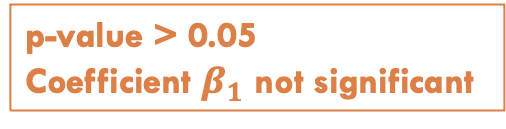 p-value > 0.05
Coefficient β₁ not significant